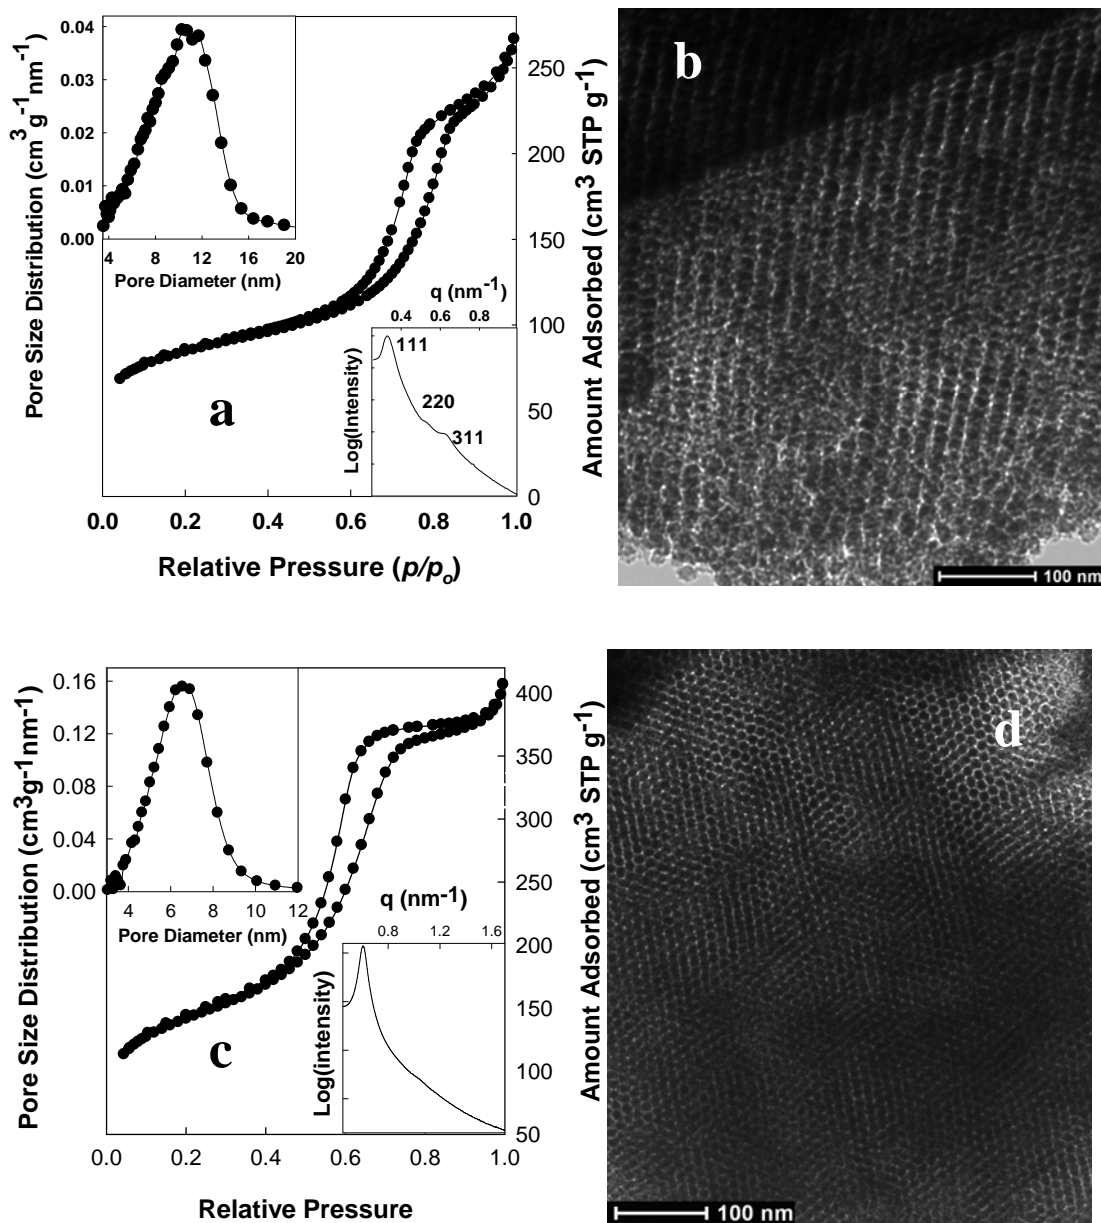 0.04
0.03
0.02
0.01
0.00
4 8 12 16 20
Pore Diameter (nm)
Pore Size Distribution (cm3 g-1nm-1)
250
200
150
100
50
0
Amount Adsorbed (cm3 STP g-1)
q (nm-1)
0.4 0.6 0.8
111
220
311
Log(Intensity)
a
0.0 0.2 0.4 0.6 0.8 1.0
Relative Pressure (p/po)
b
100 nm
0.16
0.12
0.08
0.04
0.00
4 6 8 10 12
Pore Diameter (nm)
Pore Size Distribution (cm3g-1nm-1)
400
350
300
250
200
150
100
50
Amount Adsorbed (cm3 STP g-1)
q (nm-1)
0.8 1.2 1.6
Log(intensity)
c
0.0 0.2 0.4 0.6 0.8 1.0
Relative Pressure
d
100 nm